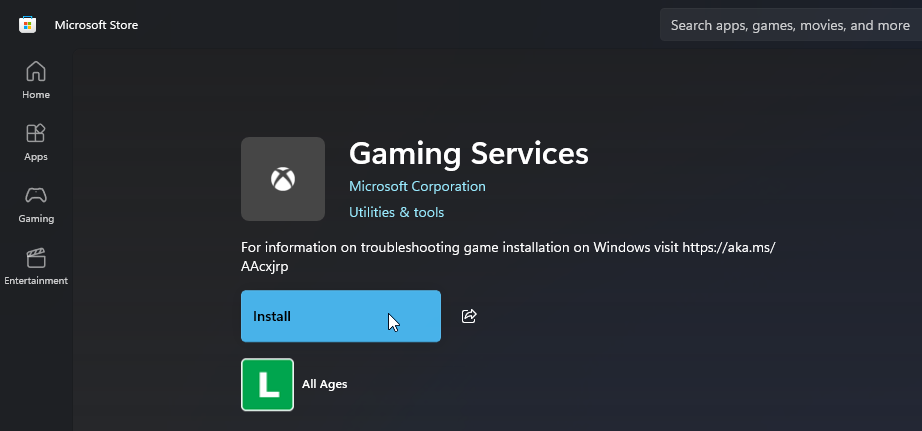 Microsoft Store
Search apps, games, movies, and more
Home
Apps
Gaming
Entertainment
Gaming Services
Microsoft Corporation
Utilities & tools
For information on troubleshooting game installation on Windows visit https://aka.ms/
AAcxjrp
Install
L
All Ages